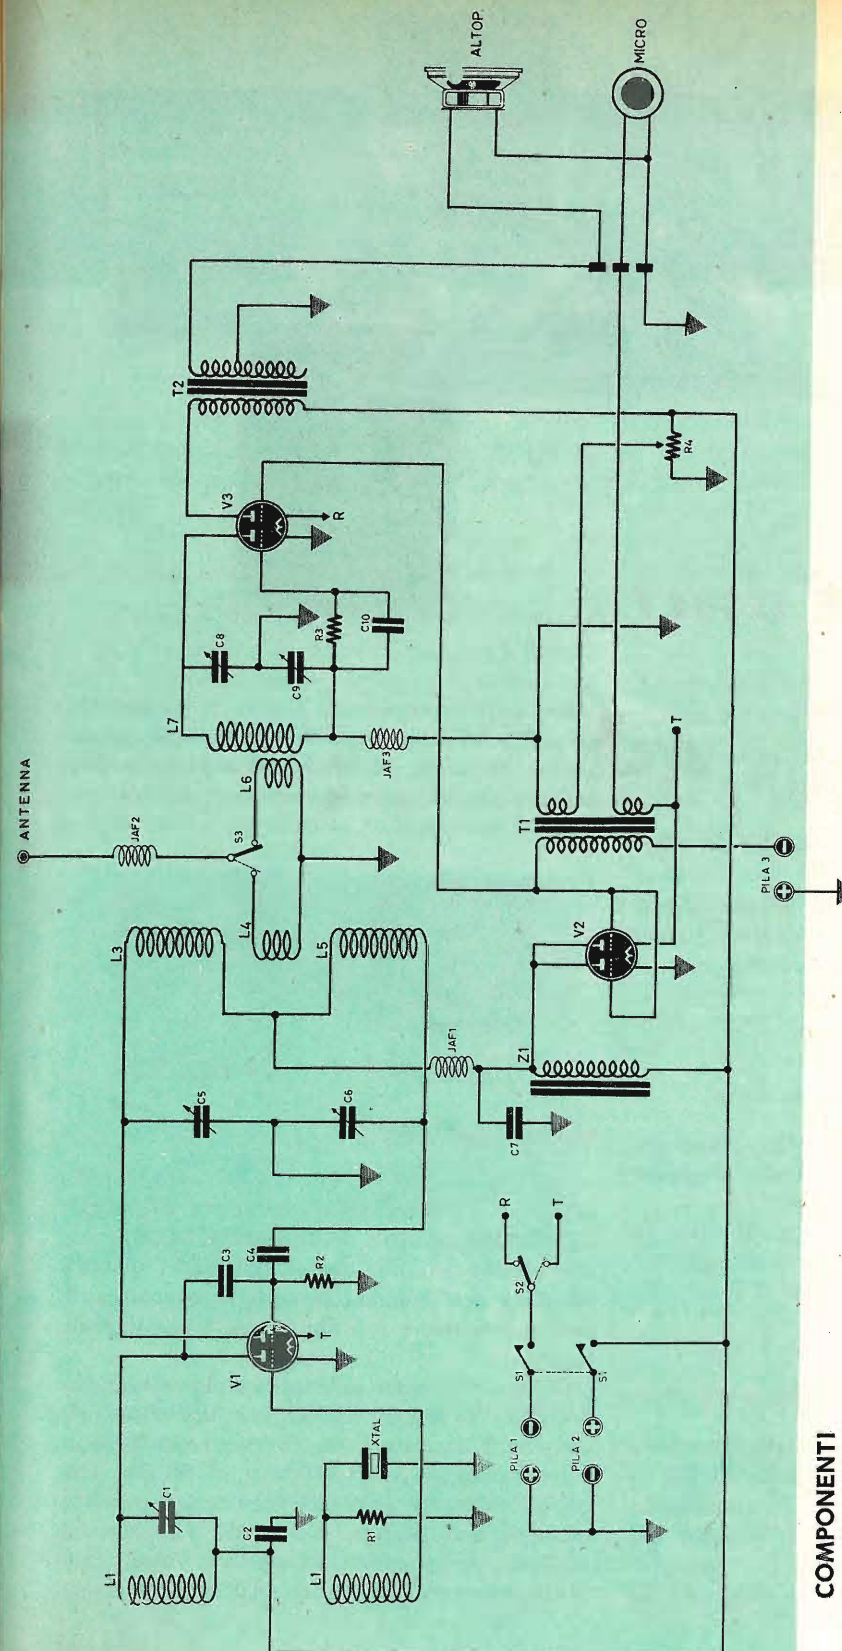 ALTOP.
MICRO
T2
V3
R
R4
C8
C9
R3
C10
L7
L6
JAF3
ANTENNA
JAF2
S3
T1
T
PILA 3
L3
L4
L5
V2
JAF1
Z1
C5
C6
C7
C3
C4
R2
R
T
S2
V1
T
S1
S1
XTAL
PILA 1
PILA 2
C1
C2
R1
L1
L1
COMPONENTI